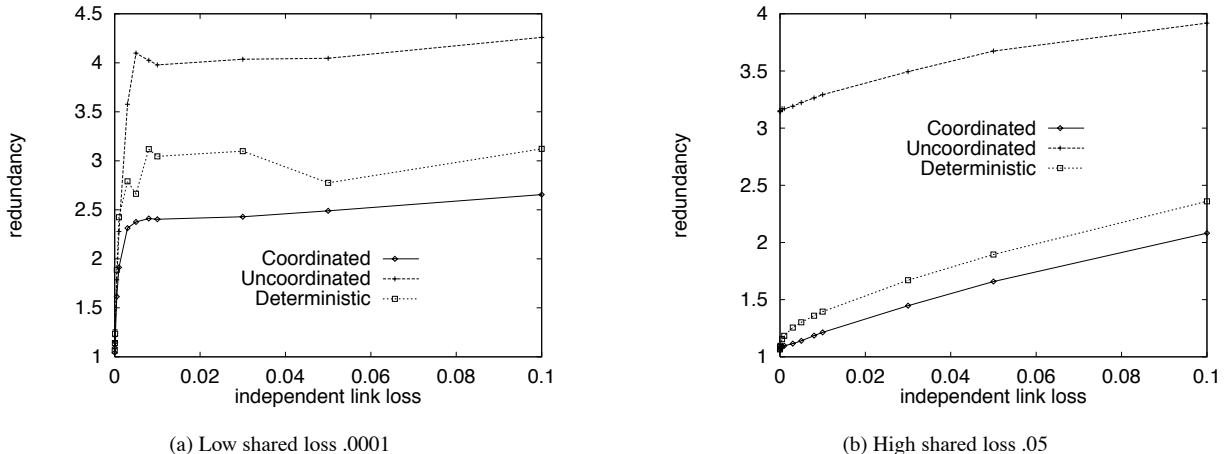 4.5
4
3.5
3
2.5
2
1.5
1
redundancy
0 0.02 0.04 0.06 0.08 0.1
independent link loss
Coordinated
Uncoordinated
Deterministic
(a) Low shared loss .0001
4
3.5
3
2.5
2
1.5
1
redundancy
0 0.02 0.04 0.06 0.08 0.1
independent link loss
Coordinated
Uncoordinated
Deterministic
(b) High shared loss .05